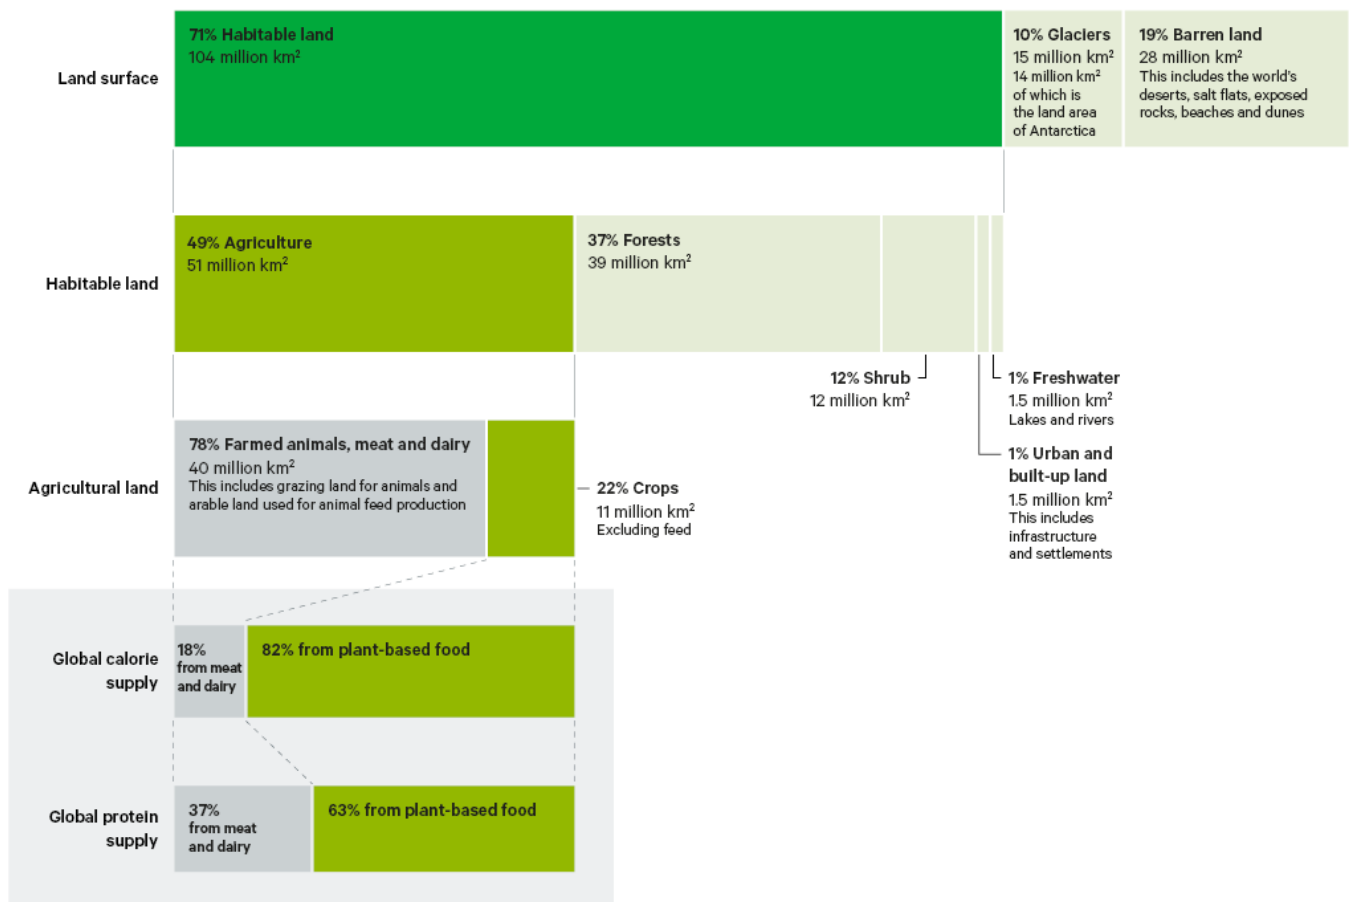 Land surface
71% Habitable land
104 million km²
10% Glaciers
15 million km²
14 million km²
of which is
the land area
of Antarctica
19% Barren land
28 million km²
This includes the world's
deserts, salt flats, exposed
rocks, beaches and dunes
Habitable land
49% Agriculture
51 million km²
37% Forests
39 million km²
12% Shrub
12 million km²
1% Freshwater
1.5 million km²
Lakes and rivers
1% Urban and
built-up land
1.5 million km²
This includes
infrastructure
and settlements
Agricultural land
78% Farmed animals, meat and dairy
40 million km²
This includes grazing land for animals and
arable land used for animal feed production
22% Crops
11 million km²
Excluding feed
Global calorie
supply
18%
from meat
and dairy
82% from plant-based food
Global protein
supply
37%
from meat
and dairy
63% from plant-based food